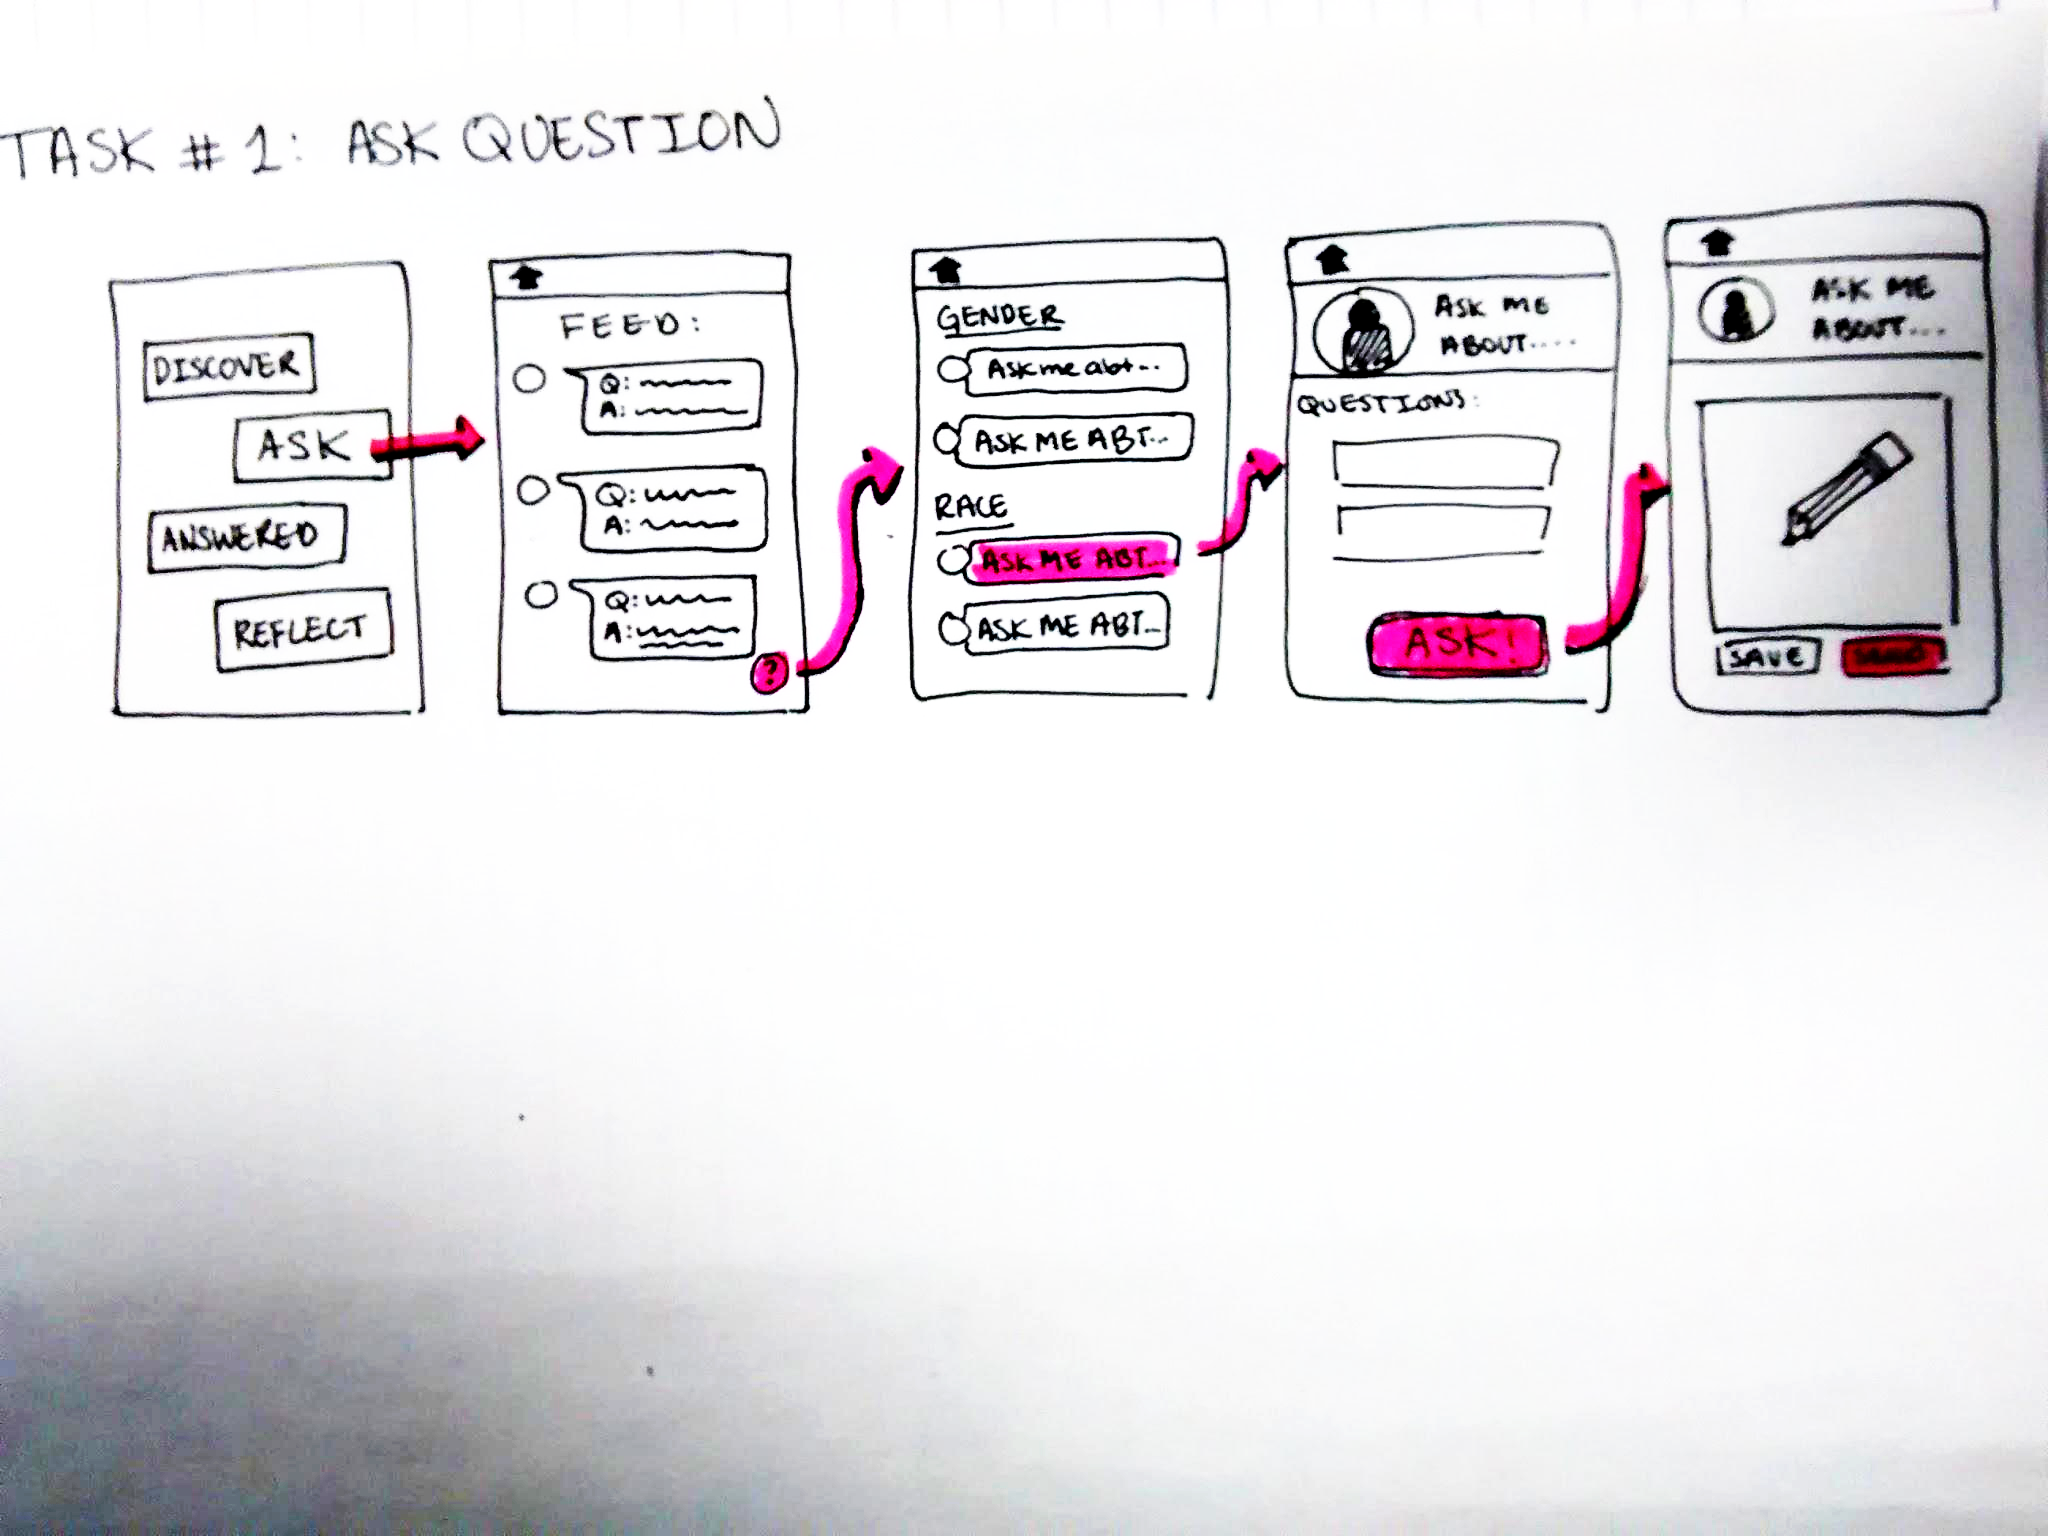 TASK # 1: ASK QUESTION
DISCOVER
ASK
ANSWERED
REFLECT
FEED:
Q:
A:
Q:
A:
Q:
A:
?
GENDER
Ask me abt...
ASK ME ABT...
RACE
ASK ME ABT...
ASK ME ABT...
ASK ME
ABOUT.....
QUESTIONS:
ASK!
ASK ME
ABOUT....
SAVE